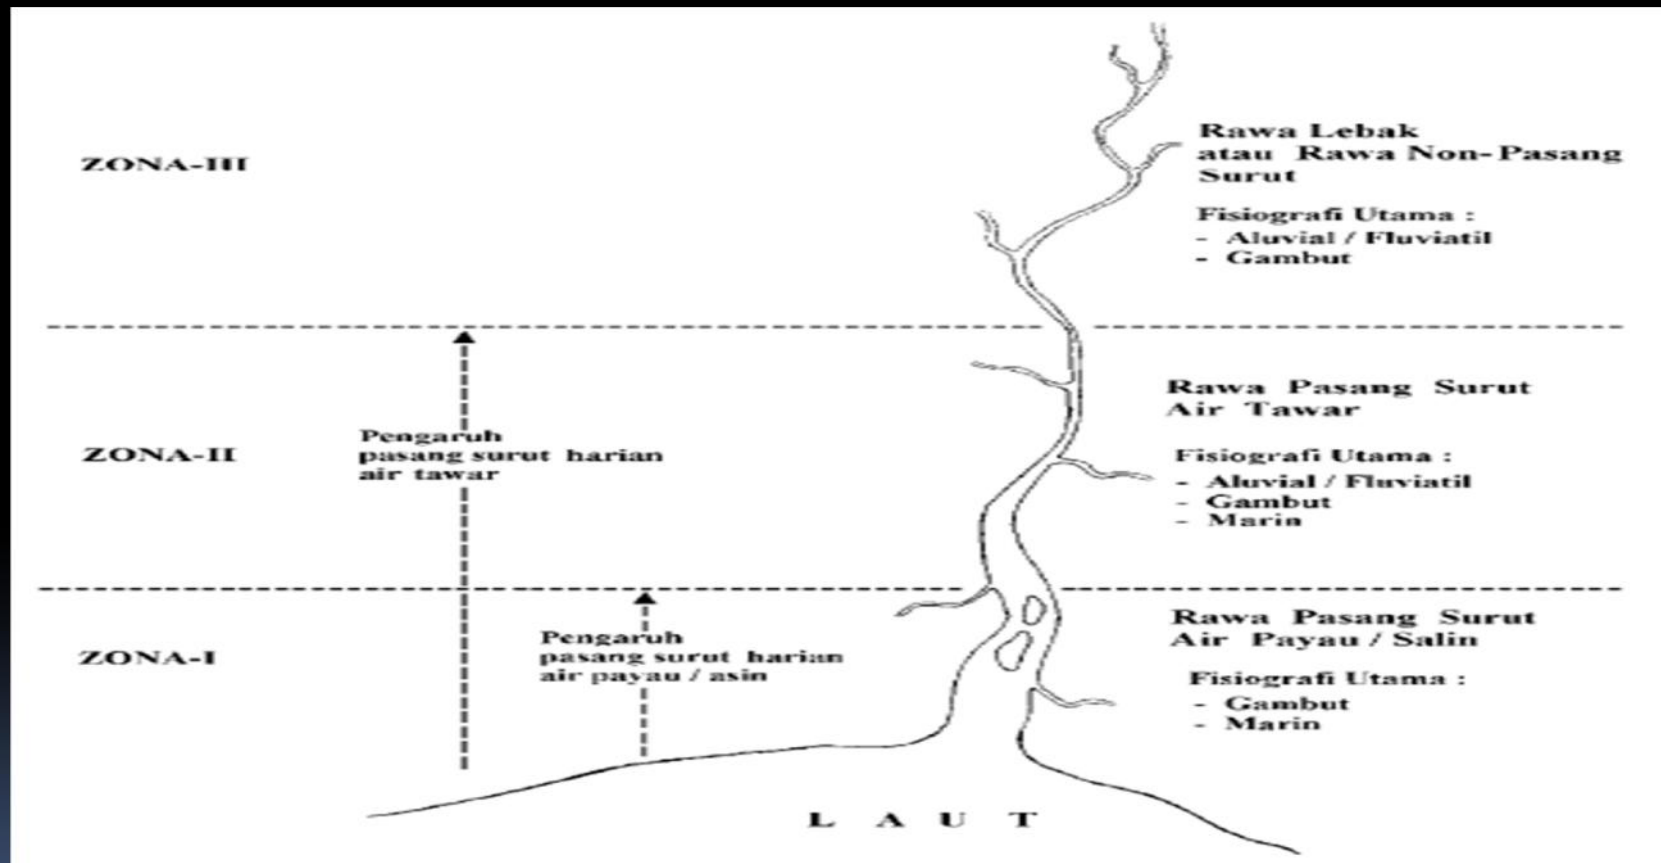 ZONA-III
Rawa Lebak
atau Rawa Non-Pasang
Surut
Fisiografi Utama :
- Aluvial / Fluviatil
- Gambut
ZONA-II
Pengaruh
pasang surut harian
air tawar
Rawa Pasang Surut
Air Tawar
Fisiografi Utama :
- Aluvial / Fluviatil
- Gambut
- Marin
ZONA-I
Pengaruh
pasang surut harian
air payau / asin
Rawa Pasang Surut
Air Payau / Salin
Fisiografi Utama :
- Gambut
- Marin
L A U T